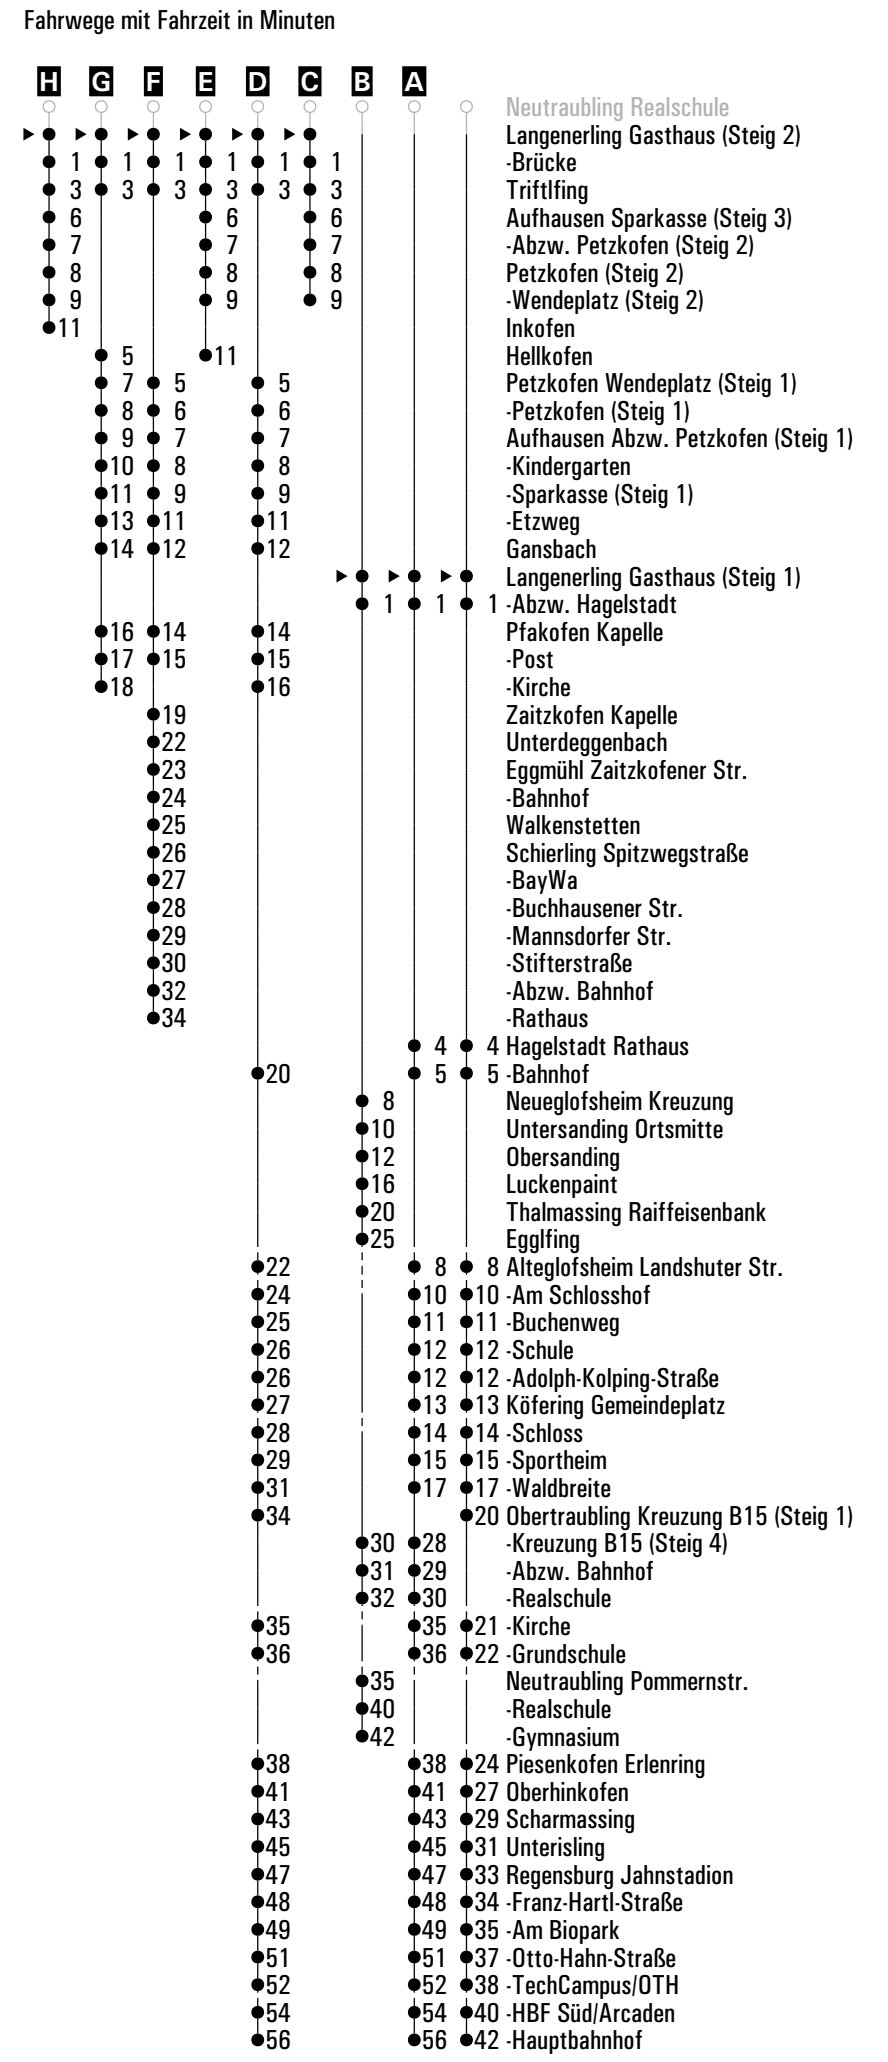 Fahrwege mit Fahrzeit in Minuten
H G F E D C B A
Neutraubling Realschule
Langenerling Gasthaus (Steig 2)
1 1 1 1 1 1 -Brücke
3 3 3 3 3 3 Triftlfing
6 6 6 Aufhausen Sparkasse (Steig 3)
7 7 7 -Abzw. Petzkofen (Steig 2)
8 8 8 Petzkofen (Steig 2)
9 9 9 -Wendeplatz (Steig 2)
11 Inkofen
5 11 Hellkofen
7 5 5 Petzkofen Wendeplatz (Steig 1)
8 6 6 -Petzkofen (Steig 1)
9 7 7 Aufhausen Abzw. Petzkofen (Steig 1)
10 8 8 -Kindergarten
11 9 9 -Sparkasse (Steig 1)
13 11 11 -Etzweg
14 12 12 Gansbach
Langenerling Gasthaus (Steig 1)
1 1 1 -Abzw. Hagelstadt
16 14 14 Pfakofen Kapelle
17 15 15 -Post
18 16 -Kirche
19 Zaitzkofen Kapelle
22 Unterdeggenbach
23 Eggmühl Zaitzkofener Str.
24 -Bahnhof
25 Walkenstetten
26 Schierling Spitzwegstraße
27 -BayWa
28 -Buchhausener Str.
29 -Mannsdorfer Str.
30 -Stifterstraße
32 -Abzw. Bahnhof
34 -Rathaus
4 4 Hagelstadt Rathaus
20 5 5 -Bahnhof
8 Neueglofsheim Kreuzung
10 Untersanding Ortsmitte
12 Obersanding
16 Luckenpaint
20 Thalmassing Raiffeisenbank
25 Egglfing
22 8 8 Alteglofsheim Landshuter Str.
24 10 10 -Am Schlosshof
25 11 11 -Buchenweg
26 12 12 -Schule
26 12 12 -Adolph-Kolping-Straße
27 13 13 Köfering Gemeindeplatz
28 14 14 -Schloss
29 15 15 -Sportheim
31 17 17 -Waldbreite
34 20 Obertraubling Kreuzung B15 (Steig 1)
30 28 -Kreuzung B15 (Steig 4)
31 29 -Abzw. Bahnhof
32 30 -Realschule
35 35 21 -Kirche
36 36 22 -Grundschule
35 Neutraubling Pommernstr.
40 -Realschule
42 -Gymnasium
38 38 24 Piesenkofen Erlenring
41 41 27 Oberhinkofen
43 43 29 Scharmassing
45 45 31 Unterisling
47 47 33 Regensburg Jahnstadion
48 48 34 -Franz-Hartl-Straße
49 49 35 -Am Biopark
51 51 37 -Otto-Hahn-Straße
52 52 38 -TechCampus/OTH
54 54 40 -HBF Süd/Arcaden
56 56 42 -Hauptbahnhof